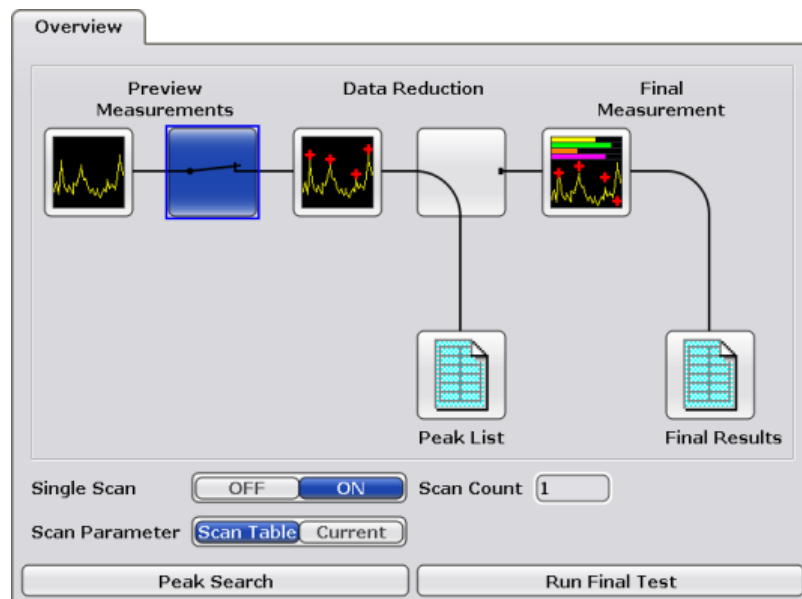 Overview
Preview
Measurements
Data Reduction
Final
Measurement
Peak List
Final Results
Single Scan OFF ON Scan Count 1
Scan Parameter Scan Table Current
Peak Search Run Final Test